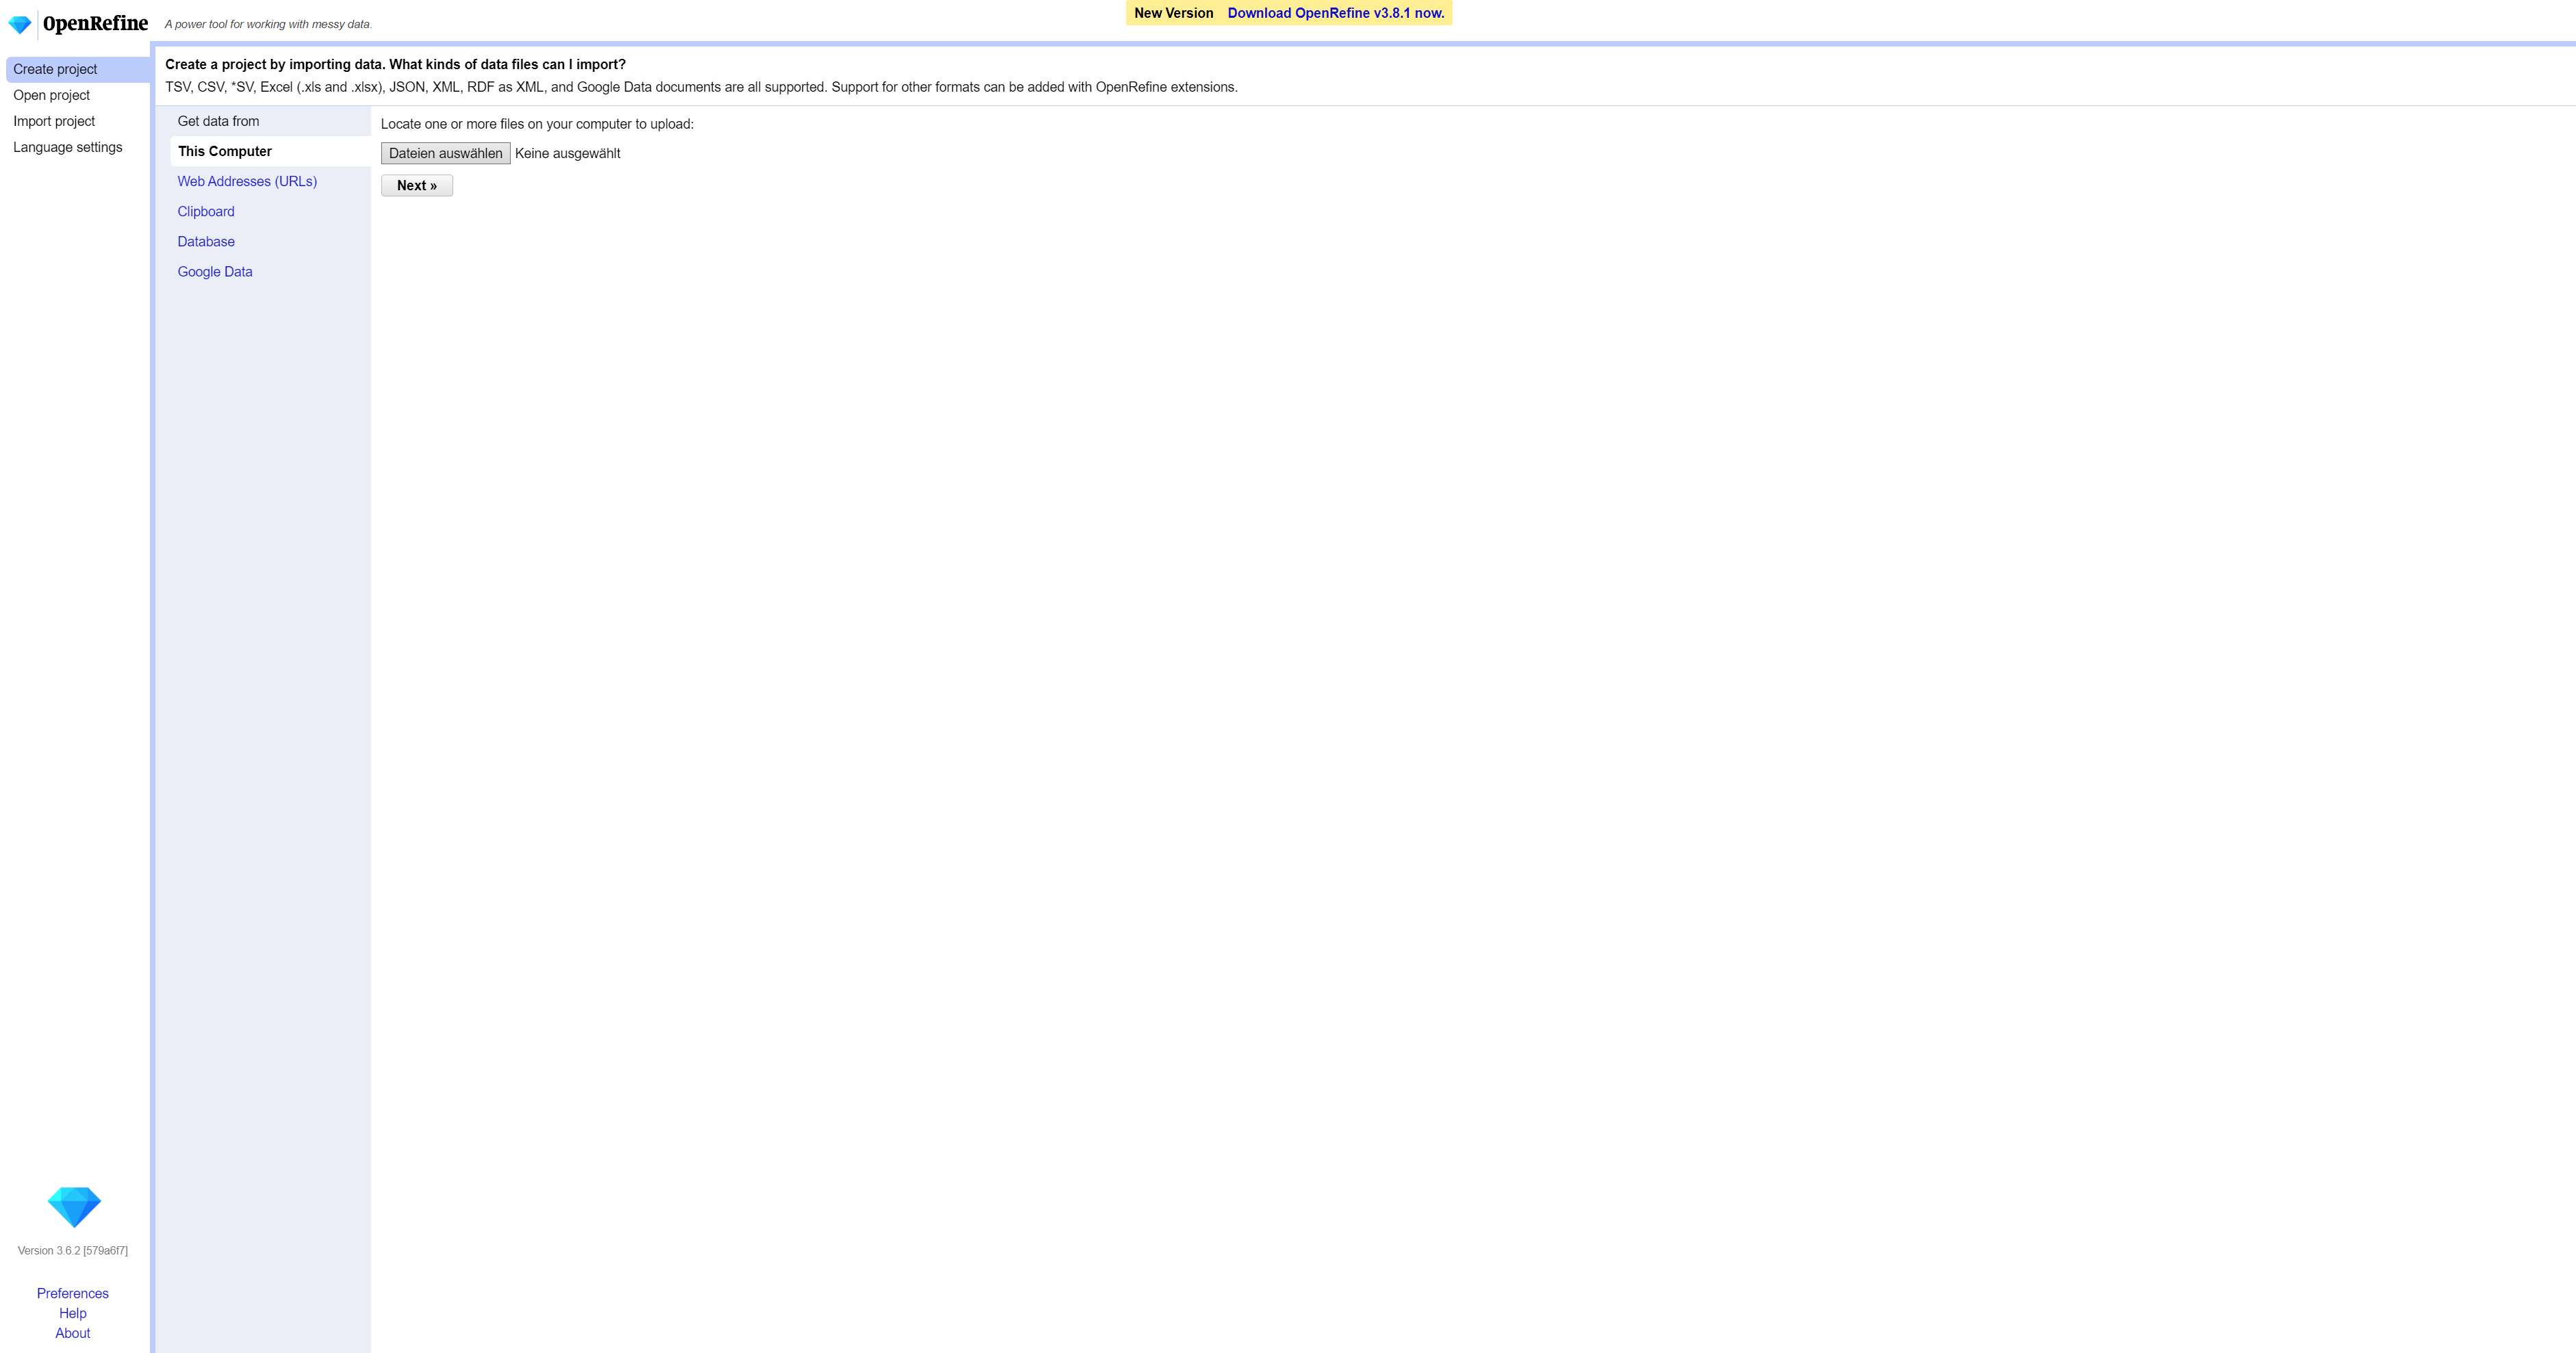 OpenRefine A power tool for working with messy data.
New Version Download OpenRefine v3.8.1 now.
Create project
Open project
Import project
Language settings
Create a project by importing data. What kinds of data files can I import?
TSV, CSV, *SV, Excel (.xls and .xlsx), JSON, XML, RDF as XML, and Google Data documents are all supported. Support for other formats can be added with OpenRefine extensions.
Get data from
This Computer
Web Addresses (URLs)
Clipboard
Database
Google Data
Locate one or more files on your computer to upload:
Dateien auswählen Keine ausgewählt
Next »
Version 3.6.2 [579a6f7]
Preferences
Help
About